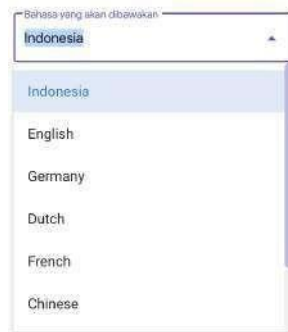 Bahasa yang akan dibawakan
Indonesia
Indonesia
English
Germany
Dutch
French
Chinese